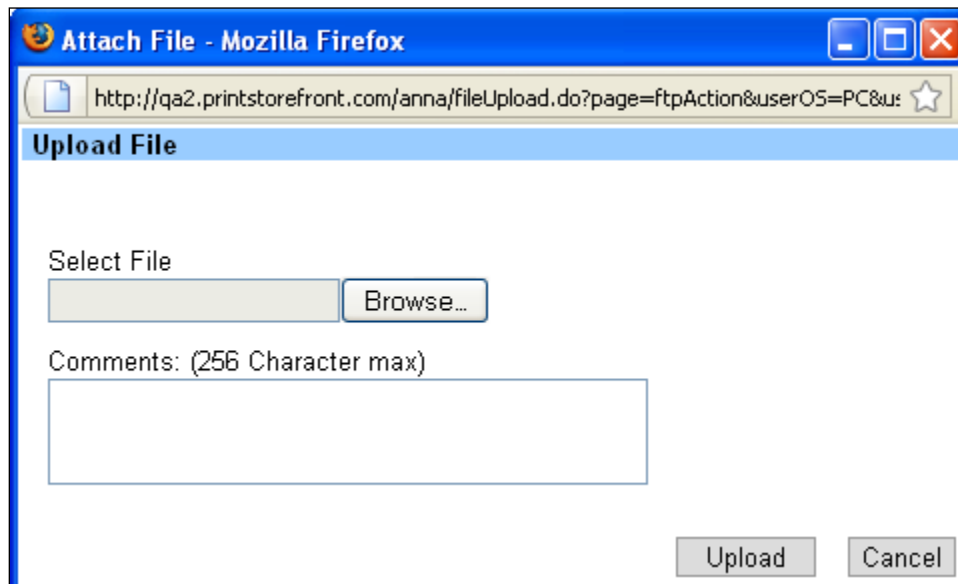 Attach File - Mozilla Firefox
http://qa2.printstorefront.com/anna/fileUpload.do?page=ftpAction&userOS=PC&us
Upload File
Select File
Browse...
Comments: (256 Character max)
Upload Cancel